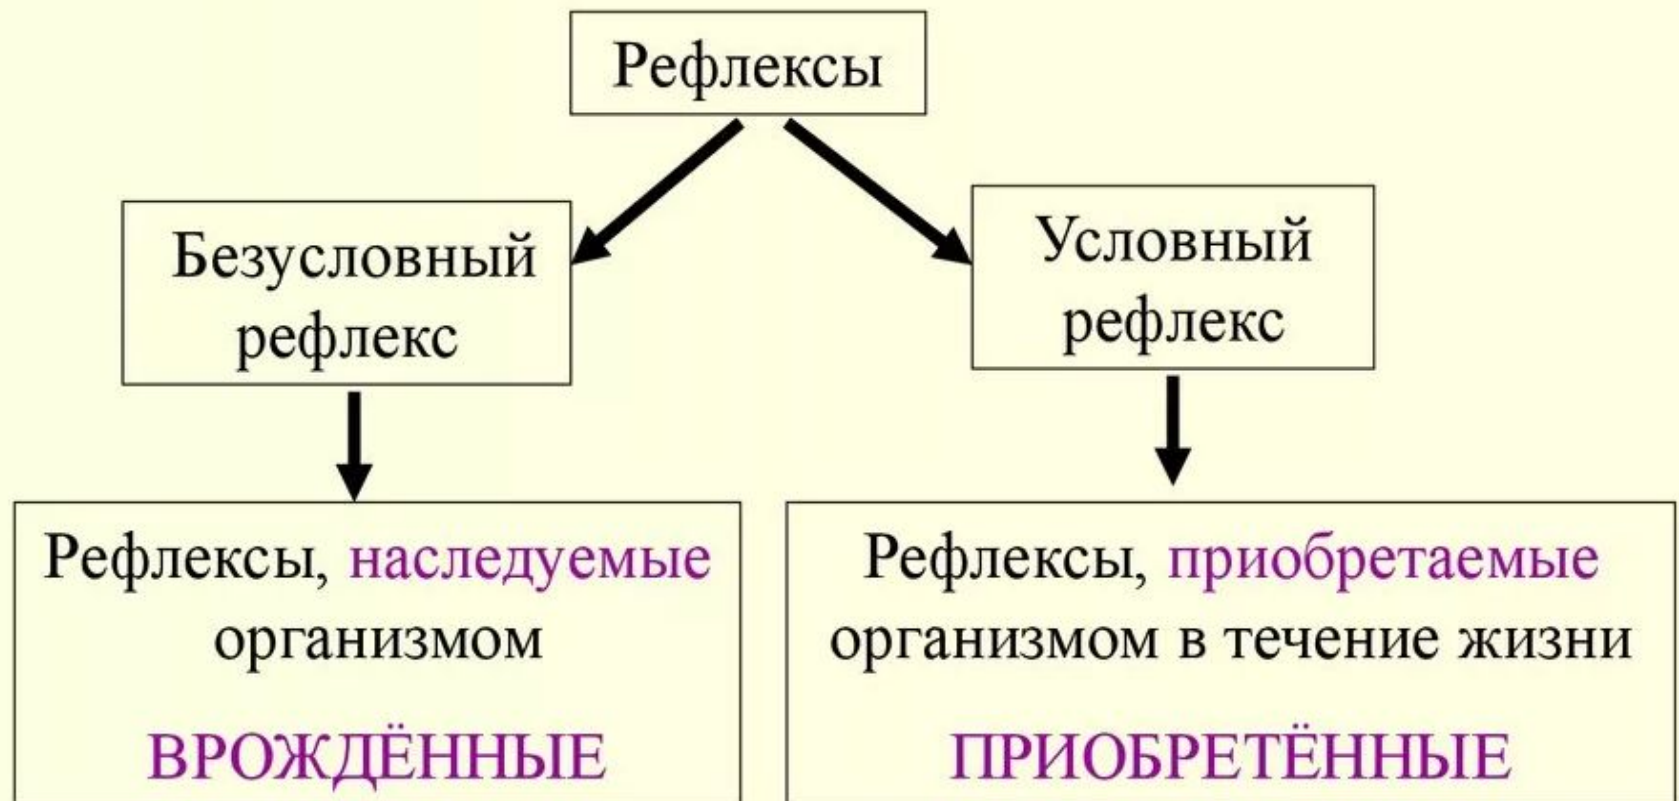 Рефлексы
Безусловный
рефлекс
Условный
рефлекс
Рефлексы, наследуемые
организмом
ВРОЖДЁННЫЕ
Рефлексы, приобретаемые
организмом в течение жизни
ПРИОБРЕТЁННЫЕ